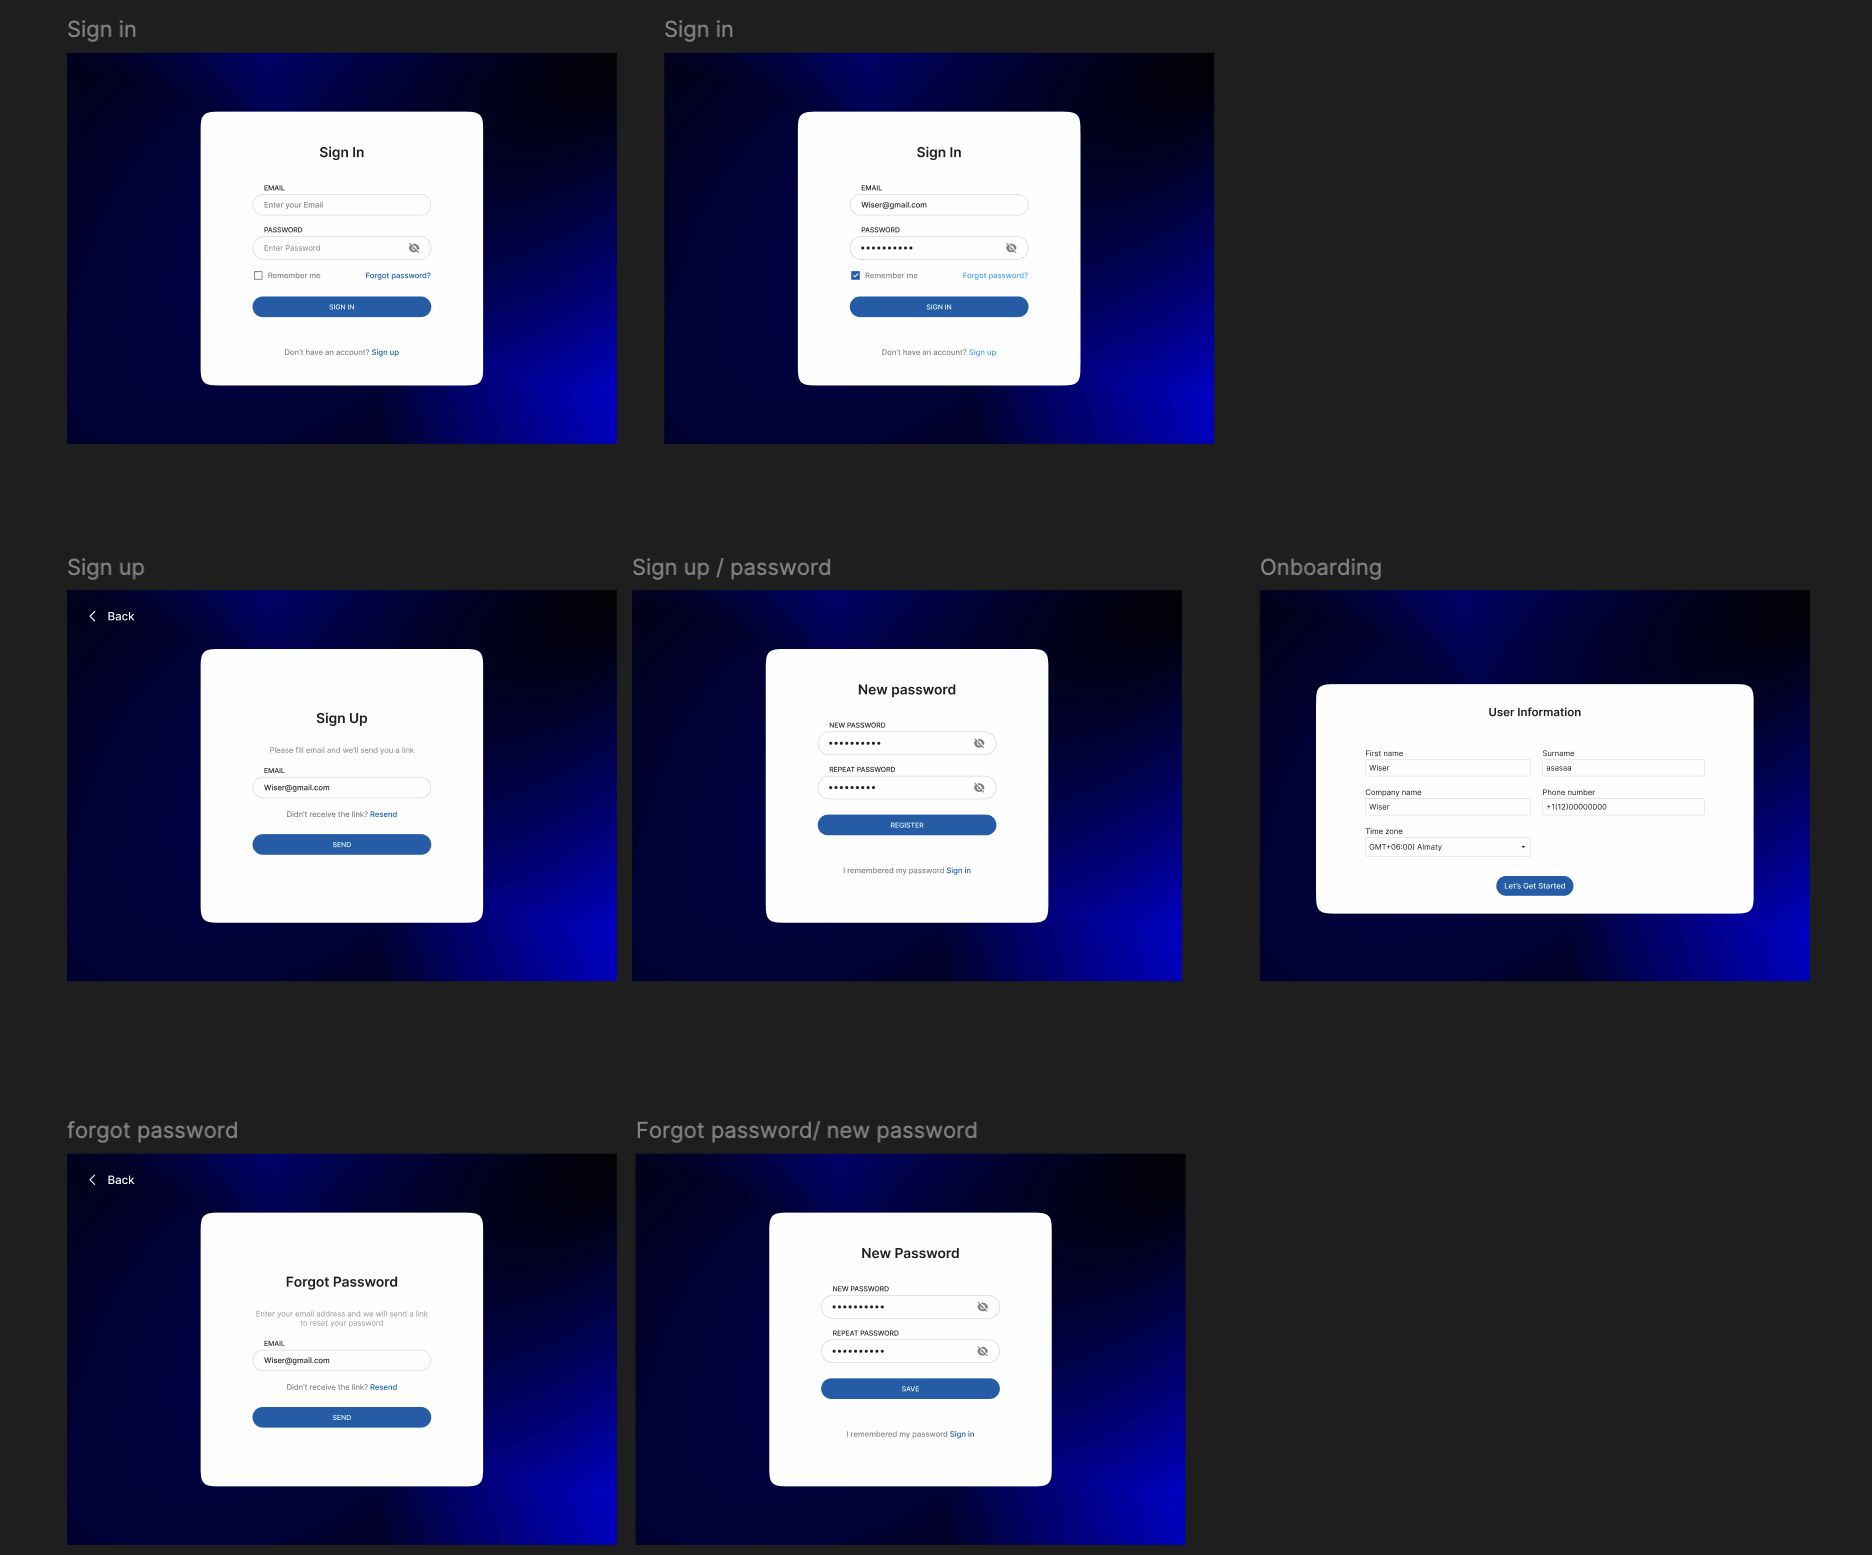 Sign in
Sign in
Sign In
EMAIL
Enter your Email
PASSWORD
Enter Password
Remember me
Forgot password?
SIGN IN
Don't have an account? Sign up
Sign In
EMAIL
Wiser@gmail.com
PASSWORD
••••••••••
Remember me
Forgot password?
SIGN IN
Don't have an account? Sign up
Sign up
Sign up / password
Onboarding
Back
Sign Up
Please fill email and we'll send you a link
EMAIL
Wiser@gmail.com
Didn't receive the link? Resend
SEND
New password
NEW PASSWORD
••••••••••
REPEAT PASSWORD
•••••••••
REGISTER
I remembered my password Sign in
User Information
First name
Wiser
Surname
asasaa
Company name
Wiser
Phone number
+1(12)00000000
Time zone
GMT+06:00) Almaty
Let's Get Started
forgot password
Forgot password/ new password
Back
Forgot Password
Enter your email address and we will send a link
to reset your password
EMAIL
Wiser@gmail.com
Didn't receive the link? Resend
SEND
New Password
NEW PASSWORD
••••••••••
REPEAT PASSWORD
••••••••••
SAVE
I remembered my password Sign in